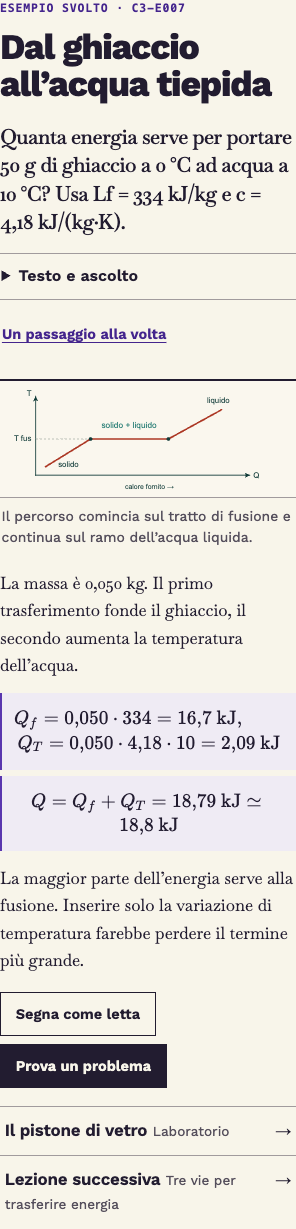 ESEMPIO SVOLTO · C3–E007
Dal ghiaccio
all’acqua tiepida
Quanta energia serve per portare
50 g di ghiaccio a 0 °C ad acqua a
10 °C? Usa Lf = 334 kJ/kg e c =
4,18 kJ/(kg·K).
▶ Testo e ascolto
Un passaggio alla volta
T
liquido
solido + liquido
T fus
solido
Q
calore fornito →
Il percorso comincia sul tratto di fusione e
continua sul ramo dell’acqua liquida.
La massa è 0,050 kg. Il primo
trasferimento fonde il ghiaccio, il
secondo aumenta la temperatura
dell’acqua.
Q_f = 0,050 · 334 = 16,7 kJ,
Q_T = 0,050 · 4,18 · 10 = 2,09 kJ
Q = Q_f + Q_T = 18,79 kJ ≃
18,8 kJ
La maggior parte dell’energia serve alla
fusione. Inserire solo la variazione di
temperatura farebbe perdere il termine
più grande.
Segna come letta
Prova un problema
Il pistone di vetro Laboratorio →
Lezione successiva Tre vie per →
trasferire energia